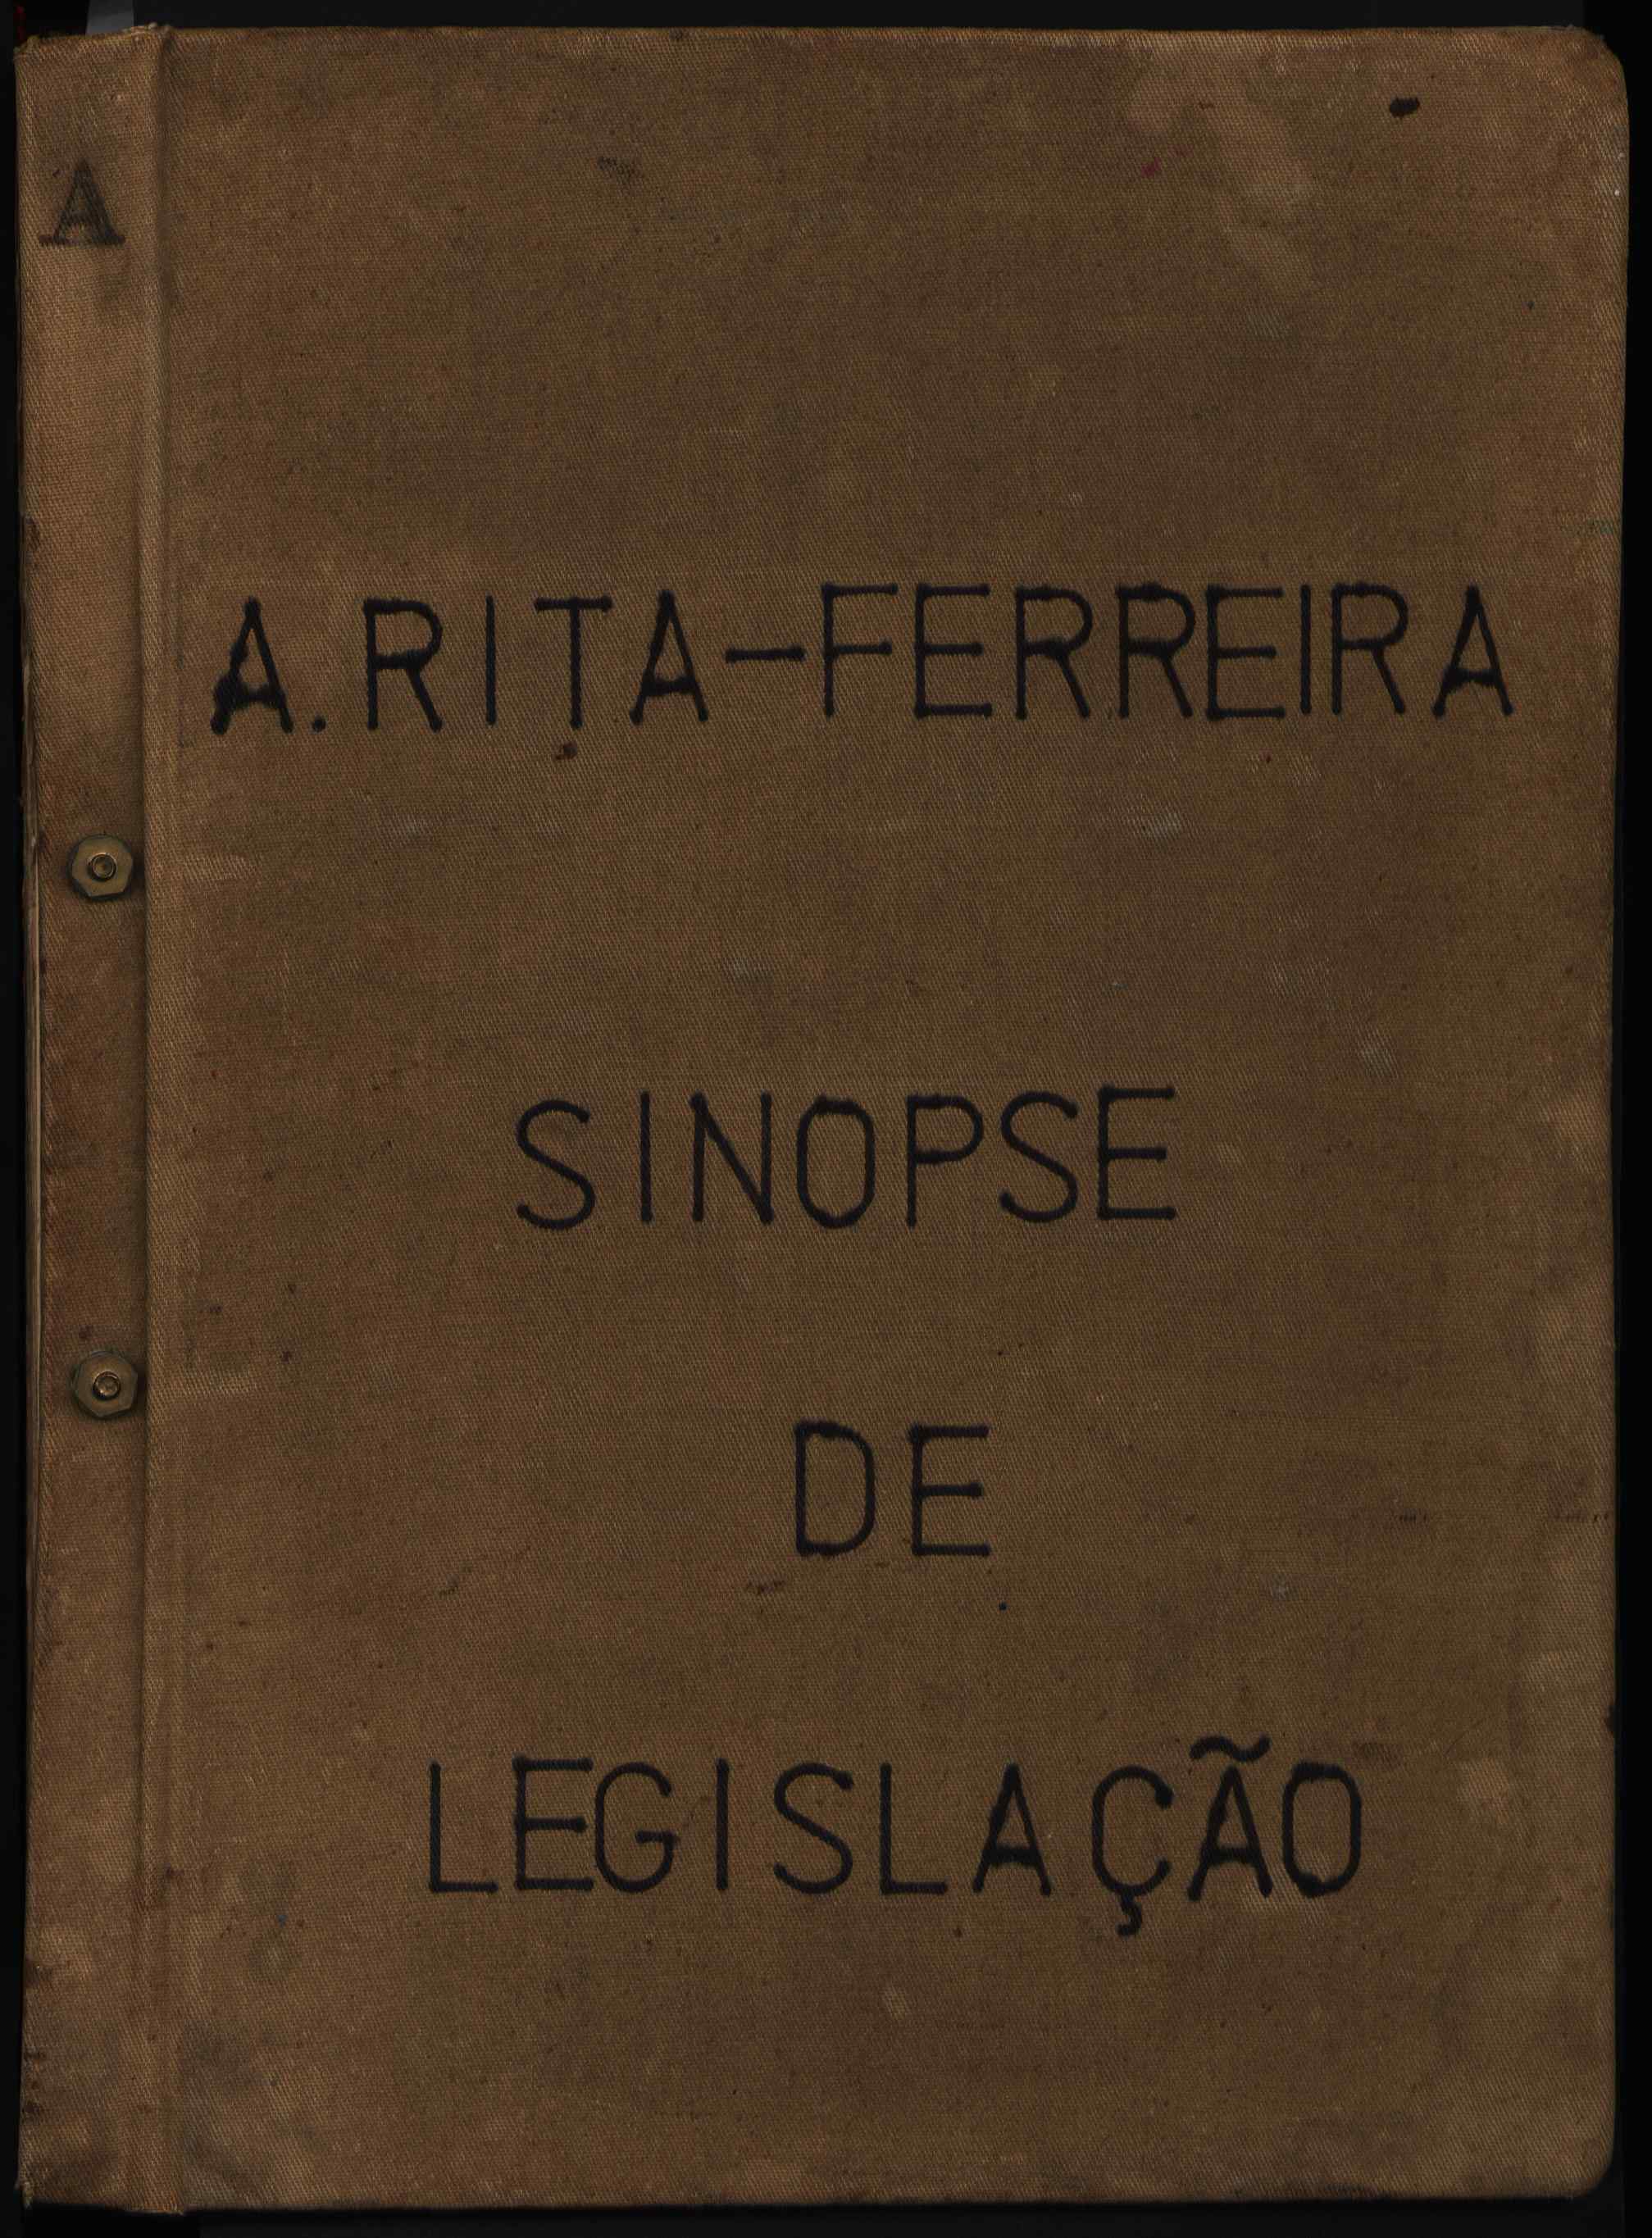 A
A. RITA-FERREIRA
SINOPSE
DE
LEGISLAÇÃO